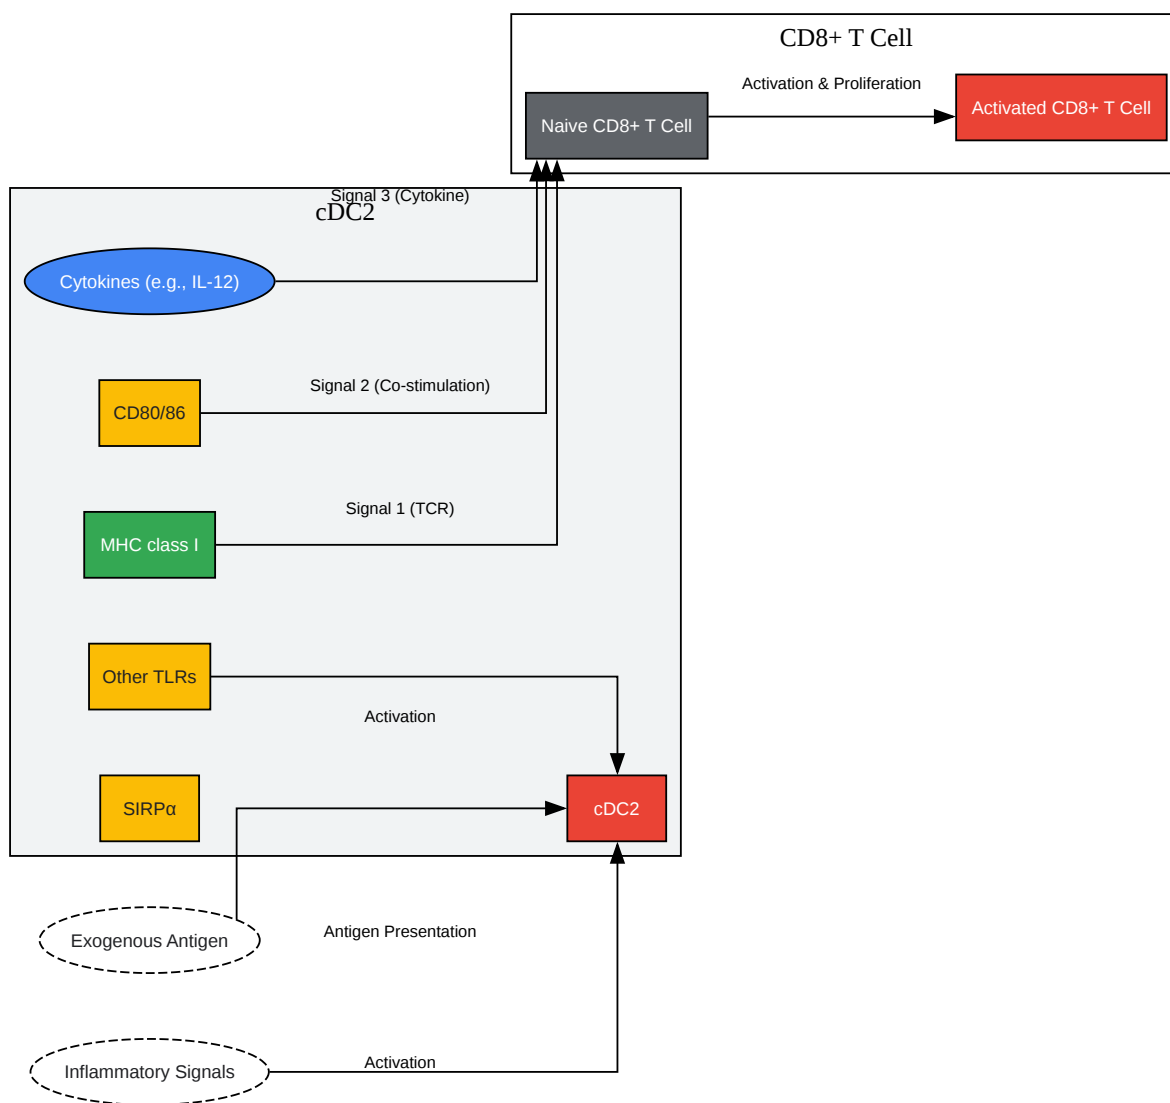 CD8+ T Cell
Activation & Proliferation
Activated CD8+ T Cell
Naive CD8+ T Cell
Signal 3 (Cytokine)
cDC2
Cytokines (e.g., IL-12)
Signal 2 (Co-stimulation)
CD80/86
Signal 1 (TCR)
MHC class I
Other TLRs
Activation
SIRPα
cDC2
Exogenous Antigen
Antigen Presentation
Inflammatory Signals
Activation